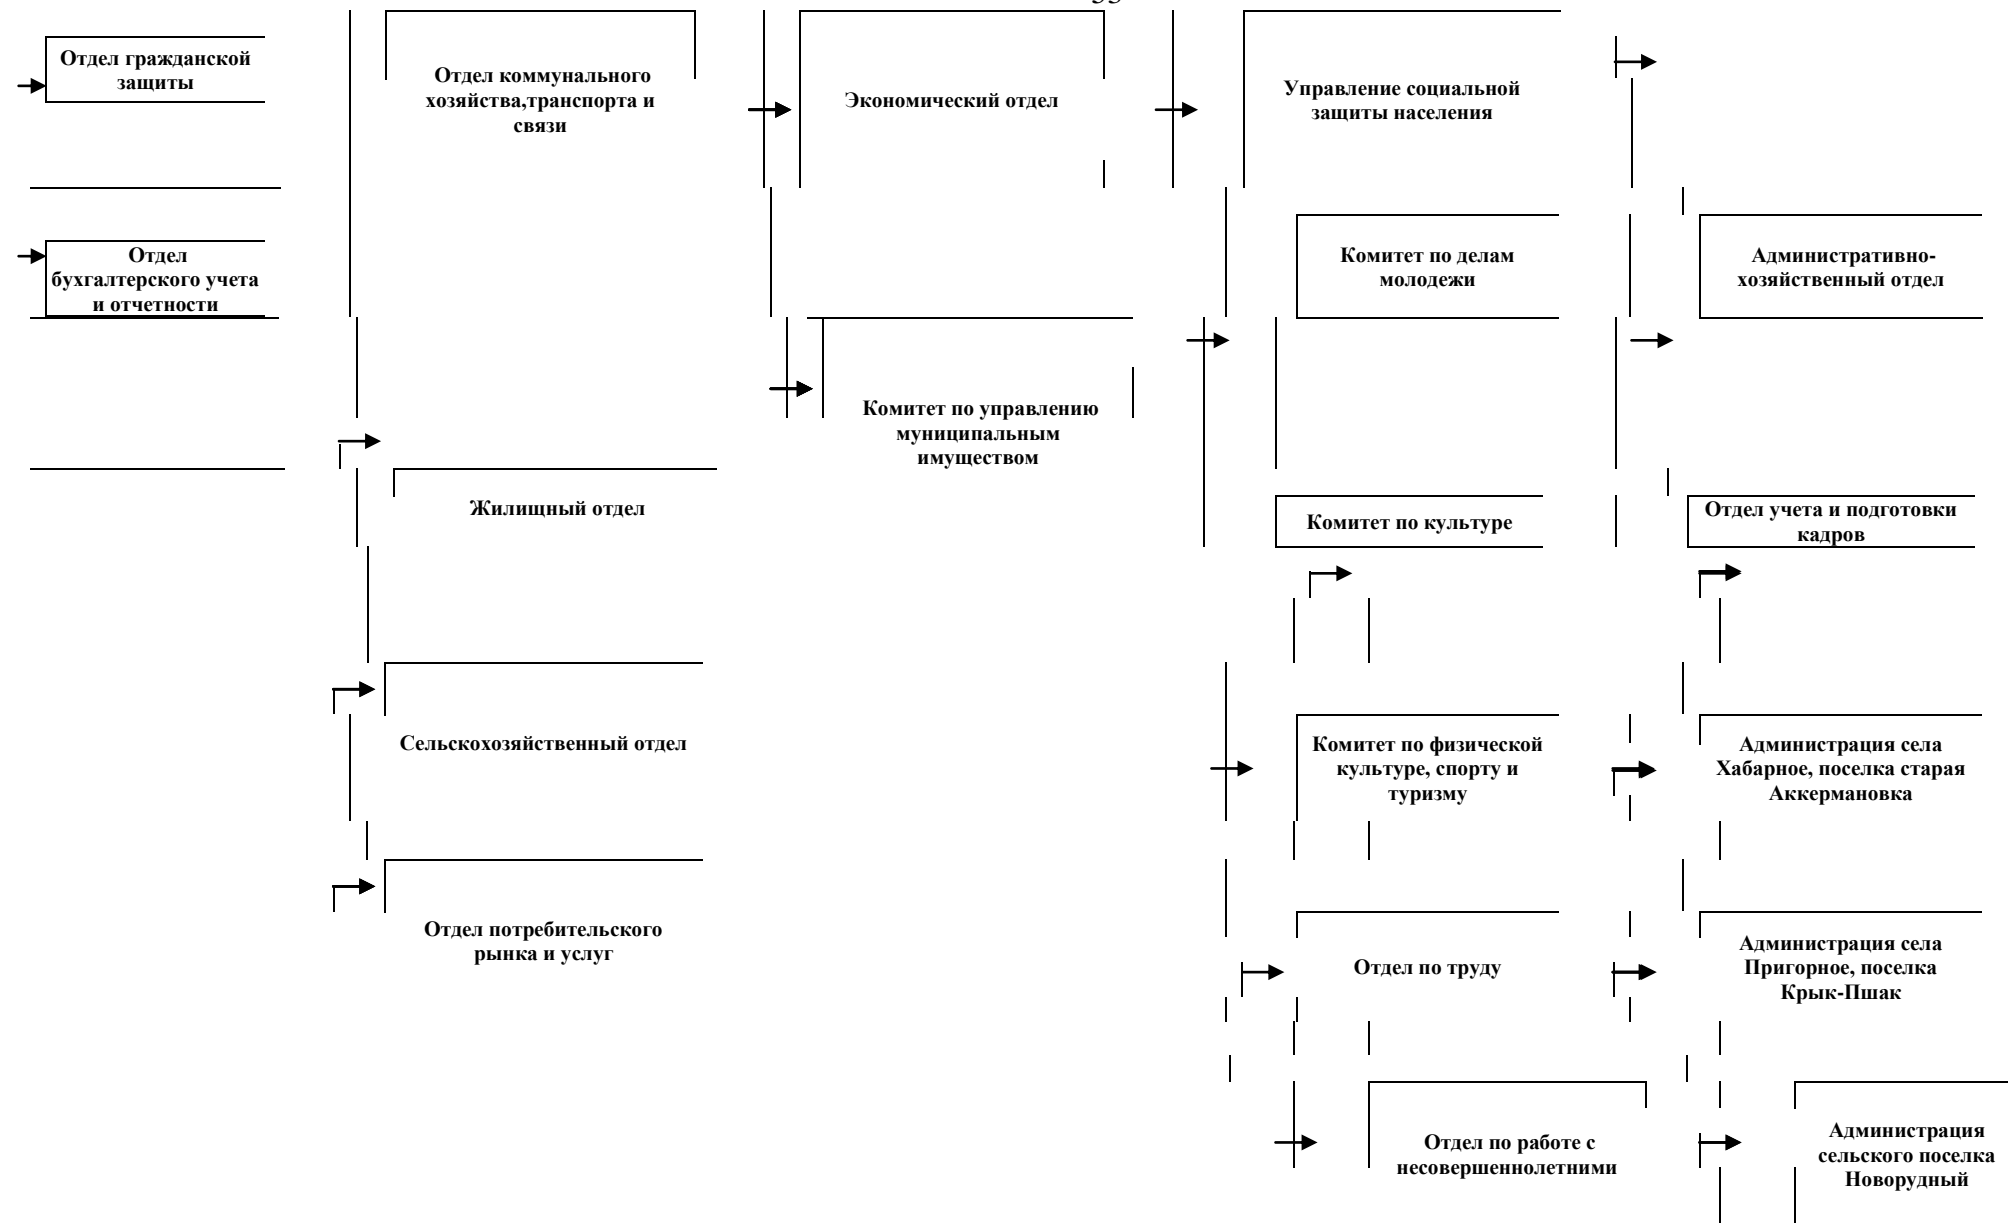 Отдел гражданской
защиты
Отдел коммунального
хозяйства,транспорта и
связи
Экономический отдел
Управление социальной
защиты населения
Отдел
бухгалтерского учета
и отчетности
Комитет по делам
молодежи
Административно-
хозяйственный отдел
Комитет по управлению
муниципальным
имуществом
Жилищный отдел
Комитет по культуре
Отдел учета и подготовки
кадров
Сельскохозяйственный отдел
Комитет по физической
культуре, спорту и
туризму
Администрация села
Хабарное, поселка старая
Аккермановка
Отдел потребительского
рынка и услуг
Отдел по труду
Администрация села
Пригорное, поселка
Крык-Пшак
Отдел по работе с
несовершеннолетними
Администрация
сельского поселка
Новорудный